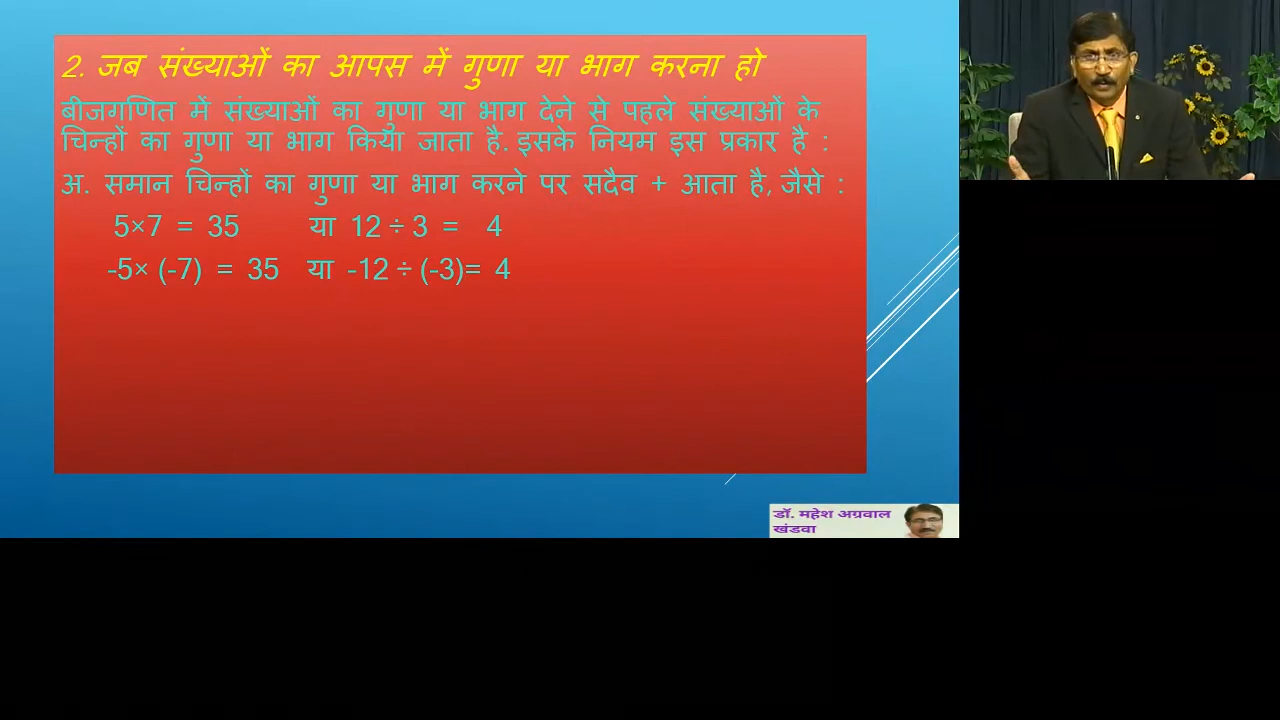 2. जब संख्याओं का आपस में गुणा या भाग करना हो
बीजगणित में संख्याओं का गुणा या भाग देने से पहले संख्याओं के
चिन्हों का गुणा या भाग किया जाता है. इसके नियम इस प्रकार है :
अ. समान चिन्हों का गुणा या भाग करने पर सदैव + आता है, जैसे :
5×7 = 35 या 12 ÷ 3 = 4
-5× (-7) = 35 या -12 ÷ (-3)= 4
डॉ. महेश अग्रवाल
खंडवा